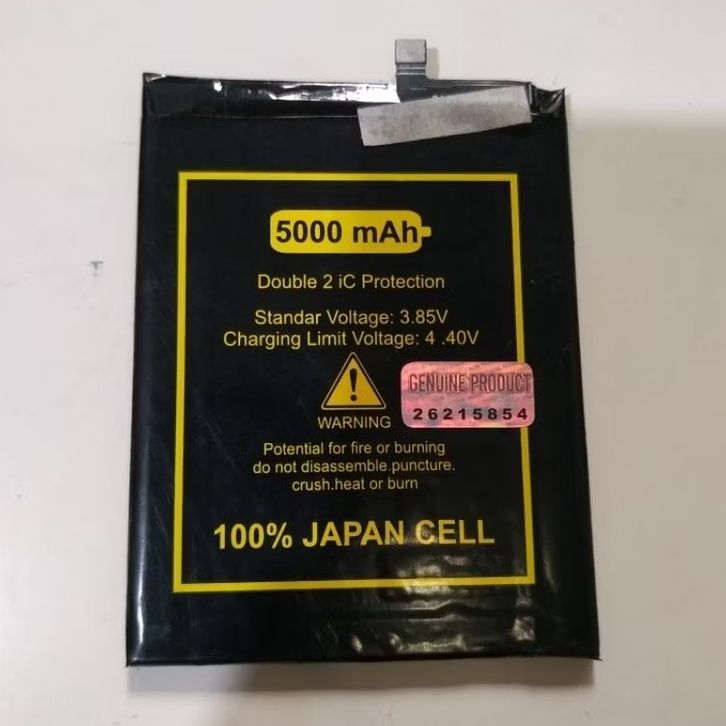 5000 mAh
Double 2 iC Protection
Standar Voltage: 3.85V
Charging Limit Voltage: 4 .40V
WARNING
GENUINE PRODUCT
26215854
Potential for fire or burning
do not disassemble.puncture.
crush.heat or burn
100% JAPAN CELL